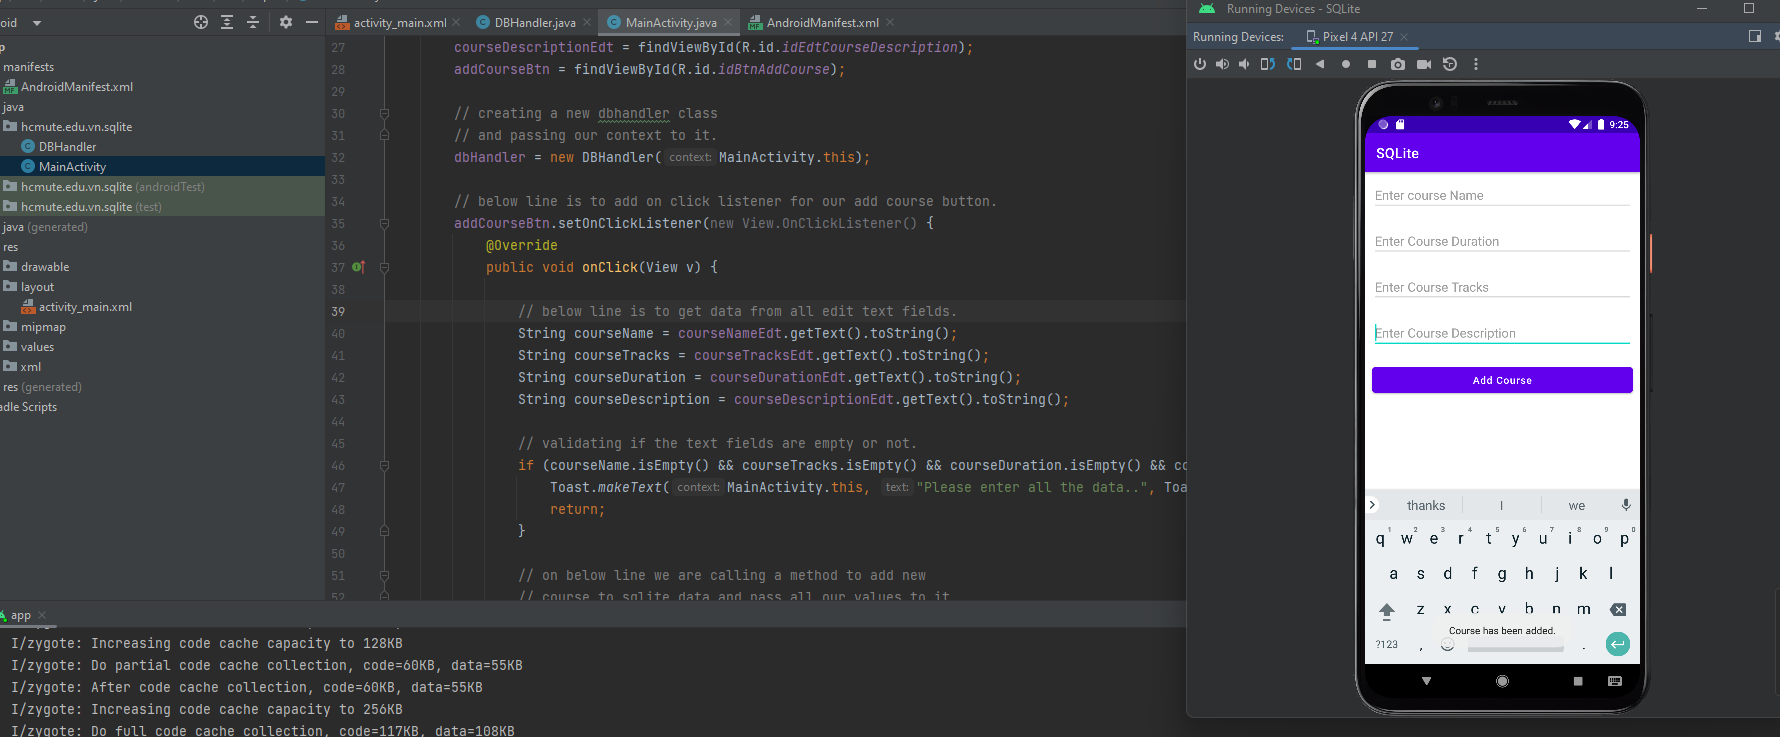 oid
activity_main.xml
DBHandler.java
MainActivity.java
AndroidManifest.xml
p
manifests
AndroidManifest.xml
java
hcmute.edu.vn.sqlite
DBHandler
MainActivity
hcmute.edu.vn.sqlite (androidTest)
hcmute.edu.vn.sqlite (test)
java (generated)
res
drawable
layout
activity_main.xml
mipmap
values
xml
res (generated)
adle Scripts
27 courseDescriptionEdt = findViewById(R.id.idEdtCourseDescription);
28 addCourseBtn = findViewById(R.id.idBtnAddCourse);
29
30 // creating a new dbhandler class
31 // and passing our context to it.
32 dbHandler = new DBHandler( context: MainActivity.this);
33
34 // below line is to add on click listener for our add course button.
35 addCourseBtn.setOnClickListener(new View.OnClickListener() {
36 @Override
37 public void onClick(View v) {
38
39 // below line is to get data from all edit text fields.
40 String courseName = courseNameEdt.getText().toString();
41 String courseTracks = courseTracksEdt.getText().toString();
42 String courseDuration = courseDurationEdt.getText().toString();
43 String courseDescription = courseDescriptionEdt.getText().toString();
44
45 // validating if the text fields are empty or not.
46 if (courseName.isEmpty() && courseTracks.isEmpty() && courseDuration.isEmpty() && co
47 Toast.makeText( context: MainActivity.this, text: "Please enter all the data..", Toa
48 return;
49 }
50
51 // on below line we are calling a method to add new
52 // course to sqlite data and pass all our values to it
app
I/zygote: Increasing code cache capacity to 128KB
I/zygote: Do partial code cache collection, code=60KB, data=55KB
I/zygote: After code cache collection, code=60KB, data=55KB
I/zygote: Increasing code cache capacity to 256KB
I/zygote: Do full code cache collection, code=117KB, data=108KB
Running Devices - SQLite
Running Devices: Pixel 4 API 27
9:25
SQLite
Enter course Name
Enter Course Duration
Enter Course Tracks
Enter Course Description
Add Course
thanks I we
1 2 3 4 5 6 7 8 9 0
q w e r t y u i o p
a s d f g h j k l
z x c v b n m
Course has been added.
?123 , .